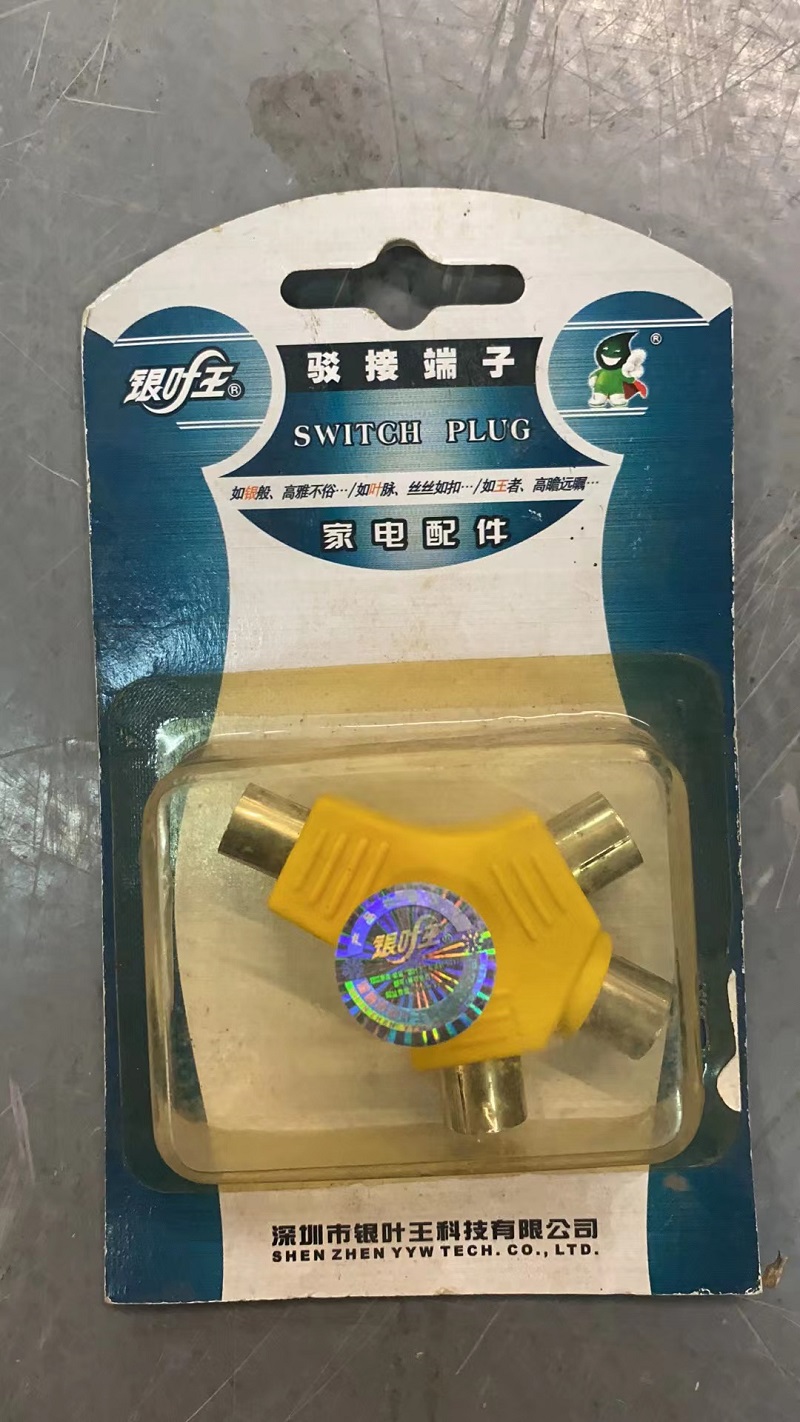 银叶王®
驳接端子
®
SWITCH PLUG
如银般、高雅不俗…/如叶脉、丝丝如扣…/如王者、高瞻远瞩…
家电配件
银叶王
深圳市银叶王科技有限公司
SHEN ZHEN YYW TECH. CO., LTD.